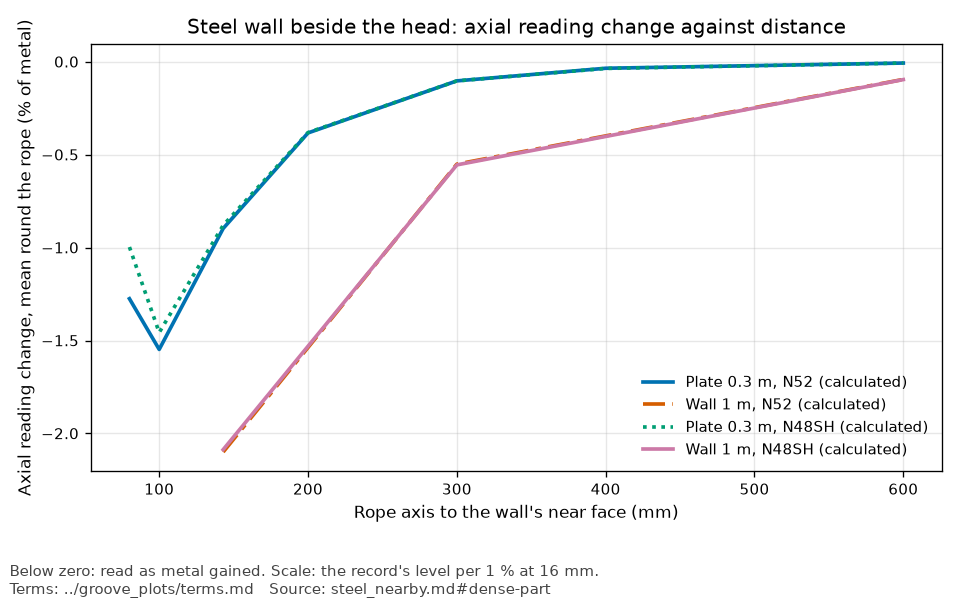 Steel wall beside the head: axial reading change against distance
Axial reading change, mean round the rope (% of metal)
0.0
−0.5
−1.0
−1.5
−2.0
Plate 0.3 m, N52 (calculated)
Wall 1 m, N52 (calculated)
Plate 0.3 m, N48SH (calculated)
Wall 1 m, N48SH (calculated)
100 200 300 400 500 600
Rope axis to the wall's near face (mm)
Below zero: read as metal gained. Scale: the record's level per 1 % at 16 mm.
Terms: ../groove_plots/terms.md Source: steel_nearby.md#dense-part